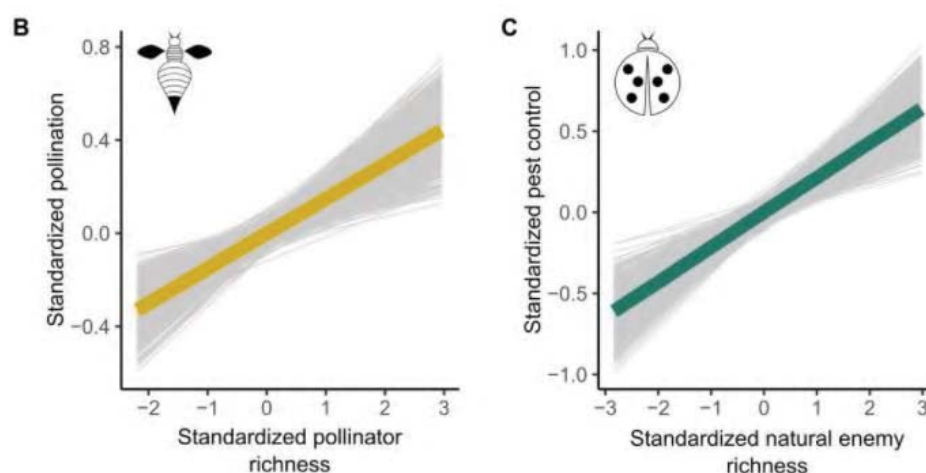 B
0.8
0.4
0.0
−0.4
Standardized pollination
−2 −1 0 1 2 3
Standardized pollinator
richness
C
1.0
0.5
0.0
−0.5
−1.0
Standardized pest control
−3 −2 −1 0 1 2 3
Standardized natural enemy
richness